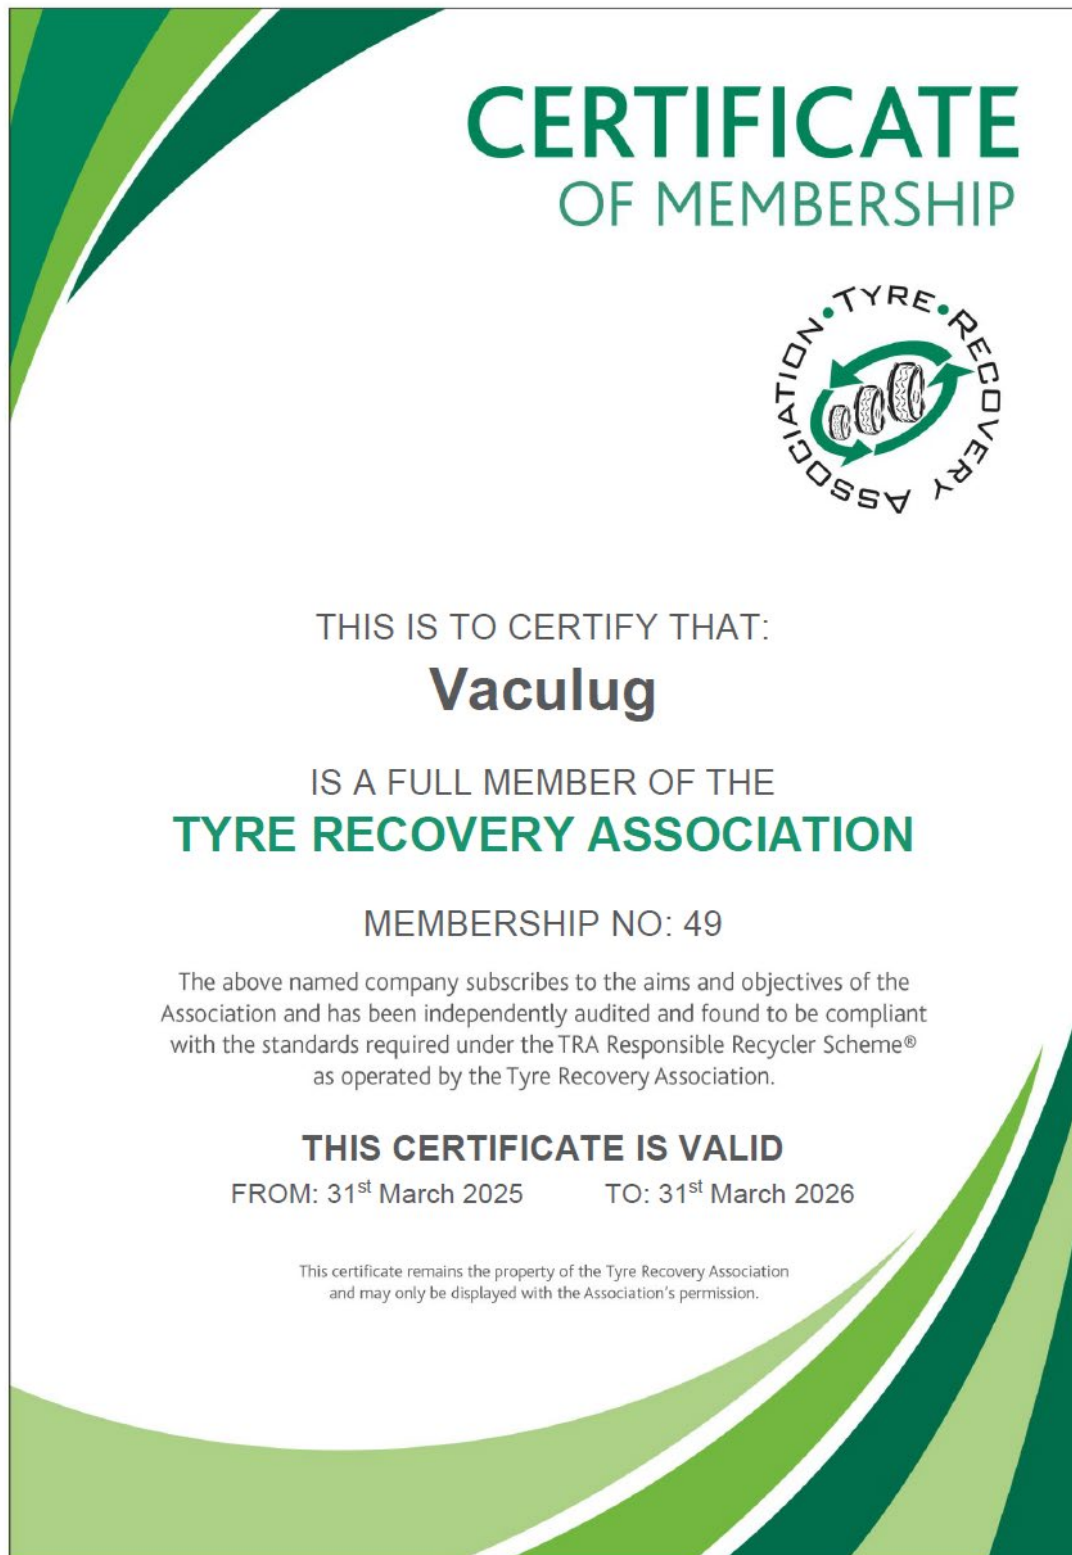 CERTIFICATE
OF MEMBERSHIP
TYRE • RECOVERY ASSOCIATION •
THIS IS TO CERTIFY THAT:
Vaculug
IS A FULL MEMBER OF THE
TYRE RECOVERY ASSOCIATION
MEMBERSHIP NO: 49
The above named company subscribes to the aims and objectives of the
Association and has been independently audited and found to be compliant
with the standards required under the TRA Responsible Recycler Scheme®
as operated by the Tyre Recovery Association.
THIS CERTIFICATE IS VALID
FROM: 31st March 2025 TO: 31st March 2026
This certificate remains the property of the Tyre Recovery Association
and may only be displayed with the Association's permission.